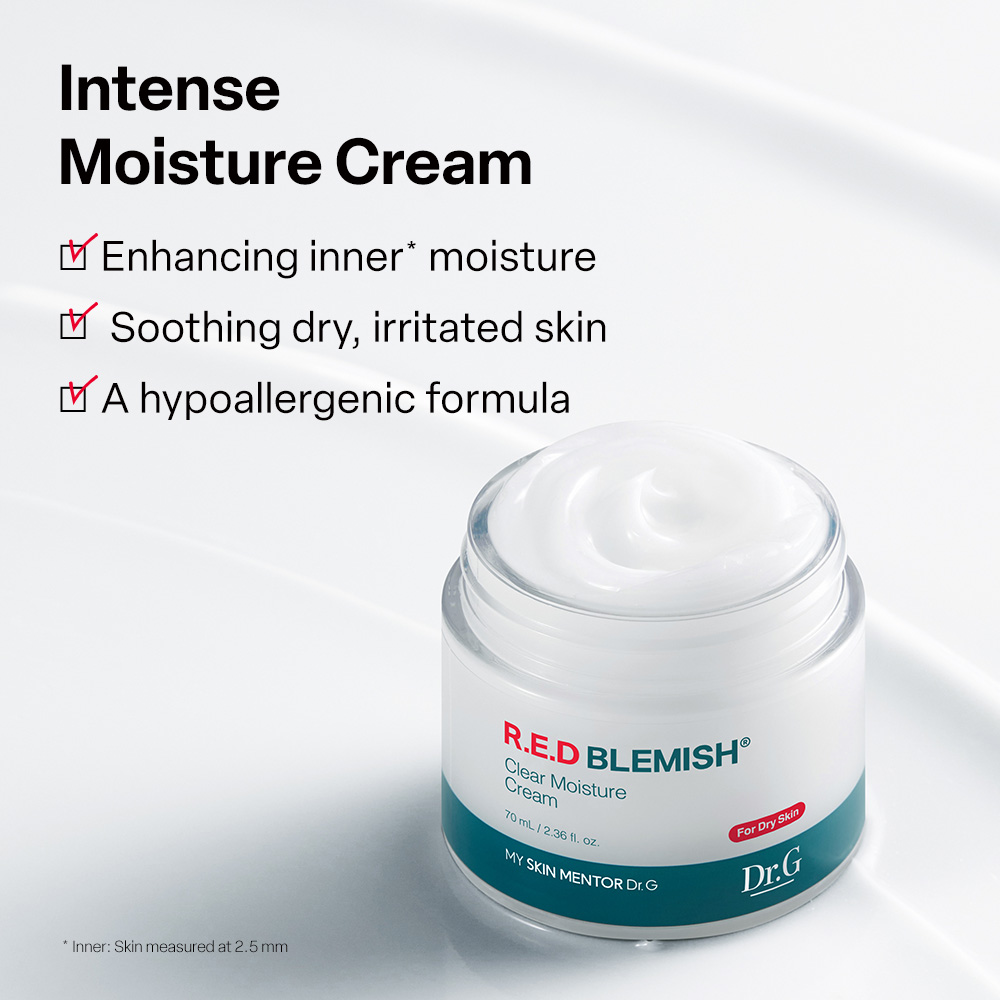 Intense
Moisture Cream
Enhancing inner* moisture
Soothing dry, irritated skin
A hypoallergenic formula
R.E.D BLEMISH®
Clear Moisture
Cream
70 mL / 2.36 fl. oz.
For Dry Skin
MY SKIN MENTOR Dr.G
Dr.G
* Inner: Skin measured at 2.5 mm